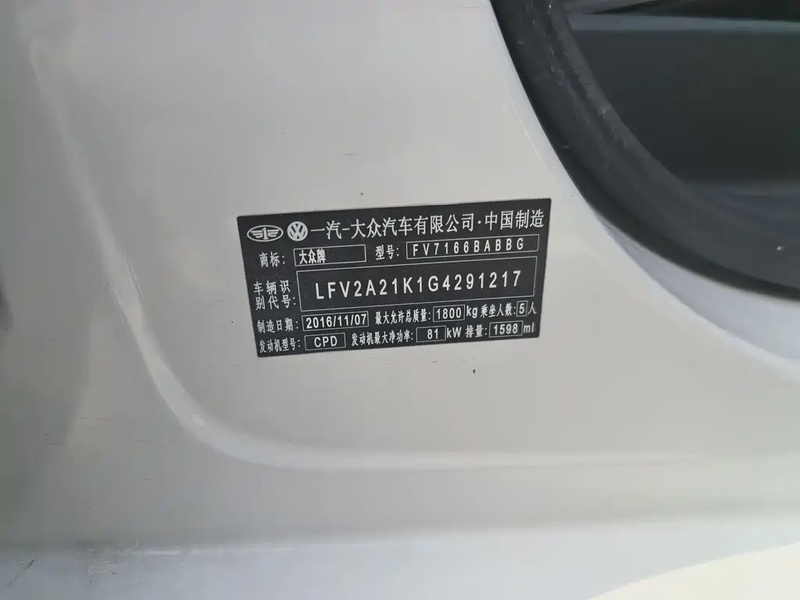 一汽-大众汽车有限公司·中国制造
商标: 大众牌 型号: FV7166BABBG
车辆识别代号: LFV2A21K1G4291217
制造日期: 2016/11/07 最大允许总质量: 1800 kg 乘坐人数: 5 人
发动机型号: CPD 发动机最大净功率: 81 kW 排量: 1598 ml